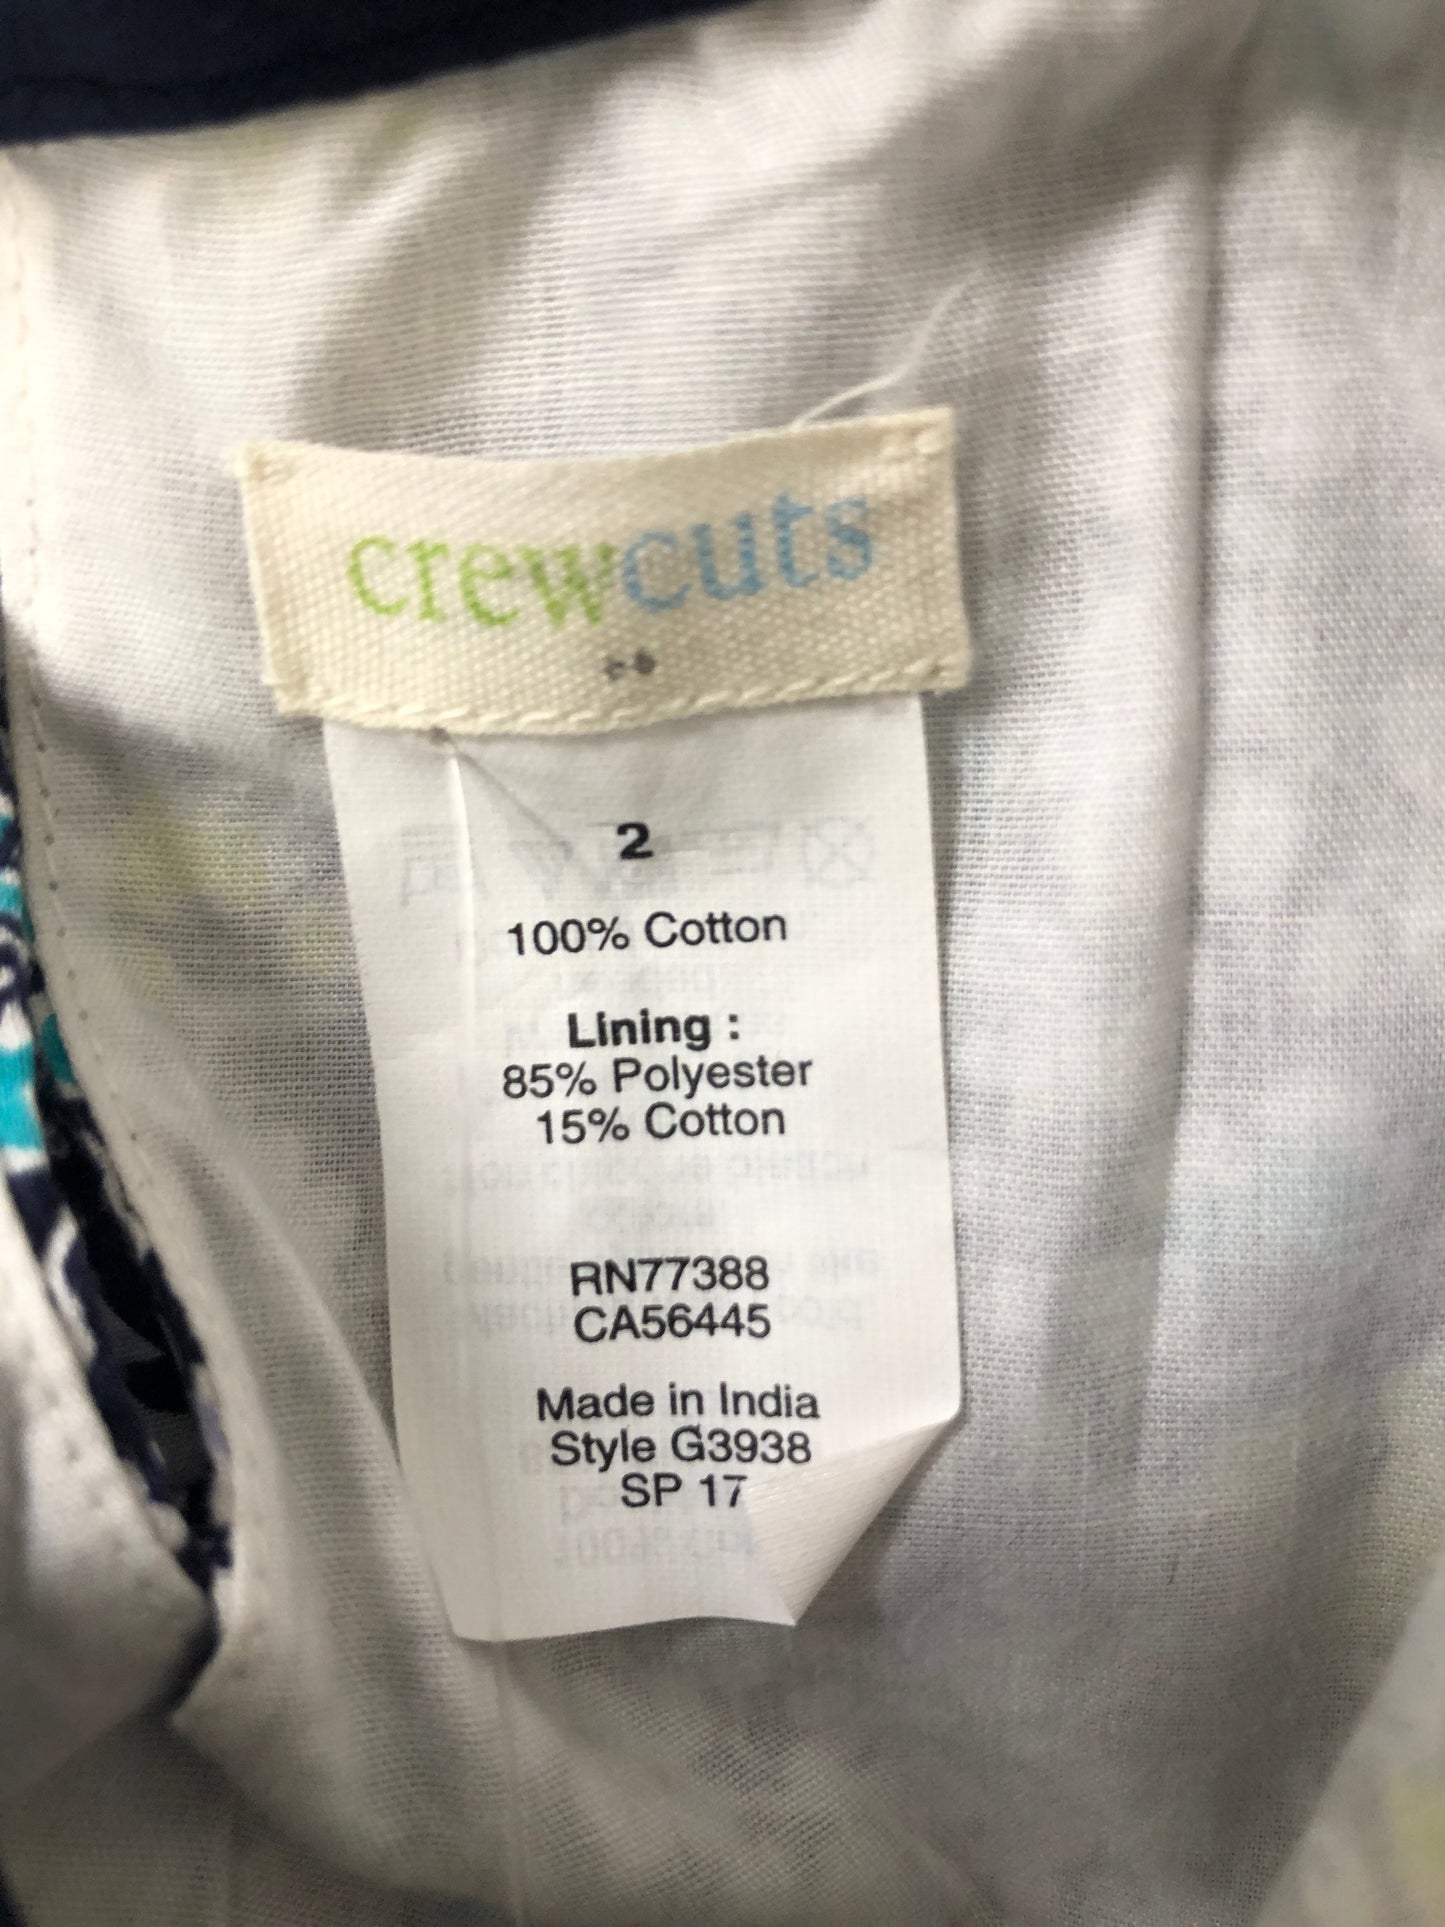 crewcuts
2
100% Cotton
Lining :
85% Polyester
15% Cotton
RN77388
CA56445
Made in India
Style G3938
SP 17